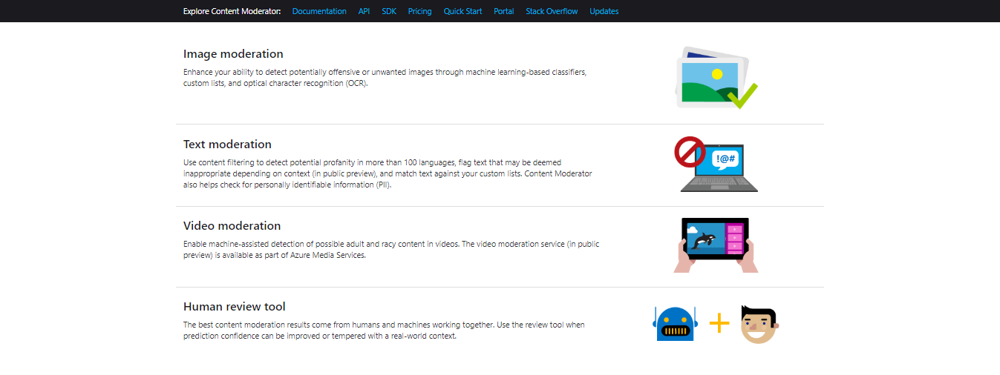 Explore Content Moderator: Documentation API SDK Pricing Quick Start Portal Stack Overflow Updates
Image moderation
Enhance your ability to detect potentially offensive or unwanted images through machine learning-based classifiers,
custom lists, and optical character recognition (OCR).
Text moderation
!@#
Use content filtering to detect potential profanity in more than 100 languages, flag text that may be deemed
inappropriate depending on context (in public preview), and match text against your custom lists. Content Moderator
also helps check for personally identifiable information (PII).
Video moderation
Enable machine-assisted detection of possible adult and racy content in videos. The video moderation service (in public
preview) is available as part of Azure Media Services.
Human review tool
The best content moderation results come from humans and machines working together. Use the review tool when
prediction confidence can be improved or tempered with a real-world context.